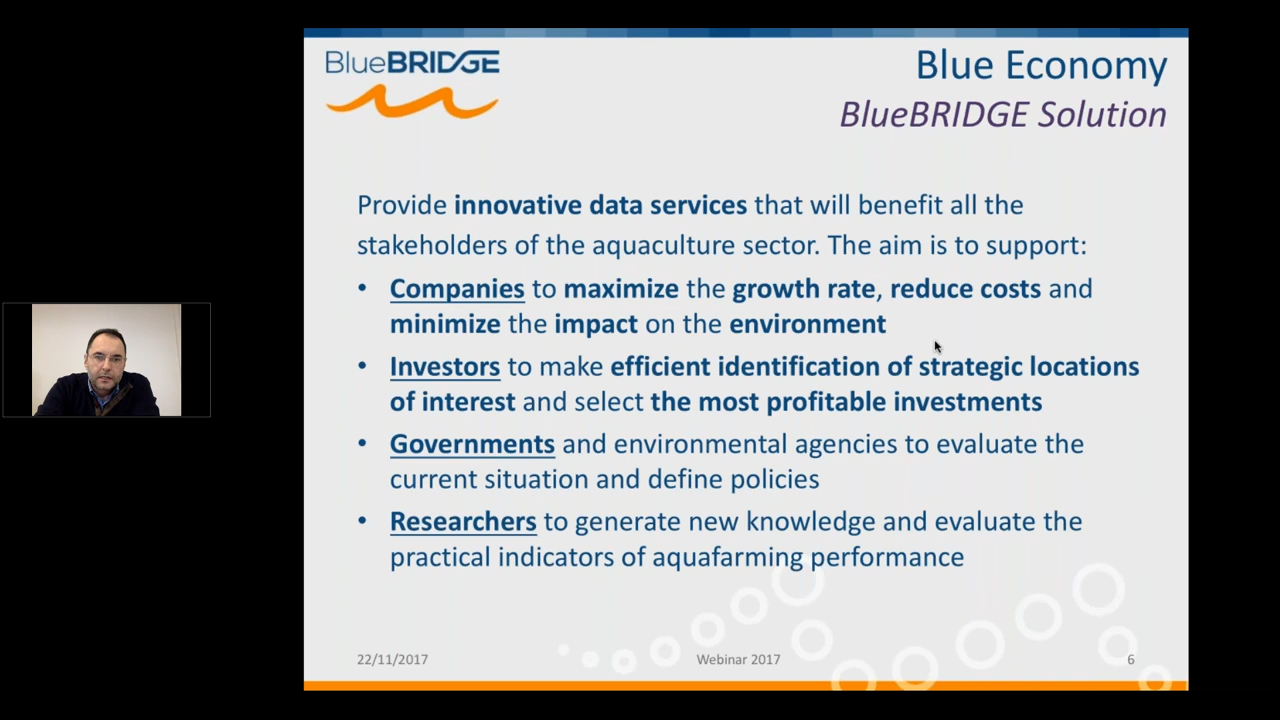 BlueBRIDGE
Blue Economy
BlueBRIDGE Solution
Provide innovative data services that will benefit all the
stakeholders of the aquaculture sector. The aim is to support:
• Companies to maximize the growth rate, reduce costs and
minimize the impact on the environment
• Investors to make efficient identification of strategic locations
of interest and select the most profitable investments
• Governments and environmental agencies to evaluate the
current situation and define policies
• Researchers to generate new knowledge and evaluate the
practical indicators of aquafarming performance
22/11/2017 Webinar 2017 6